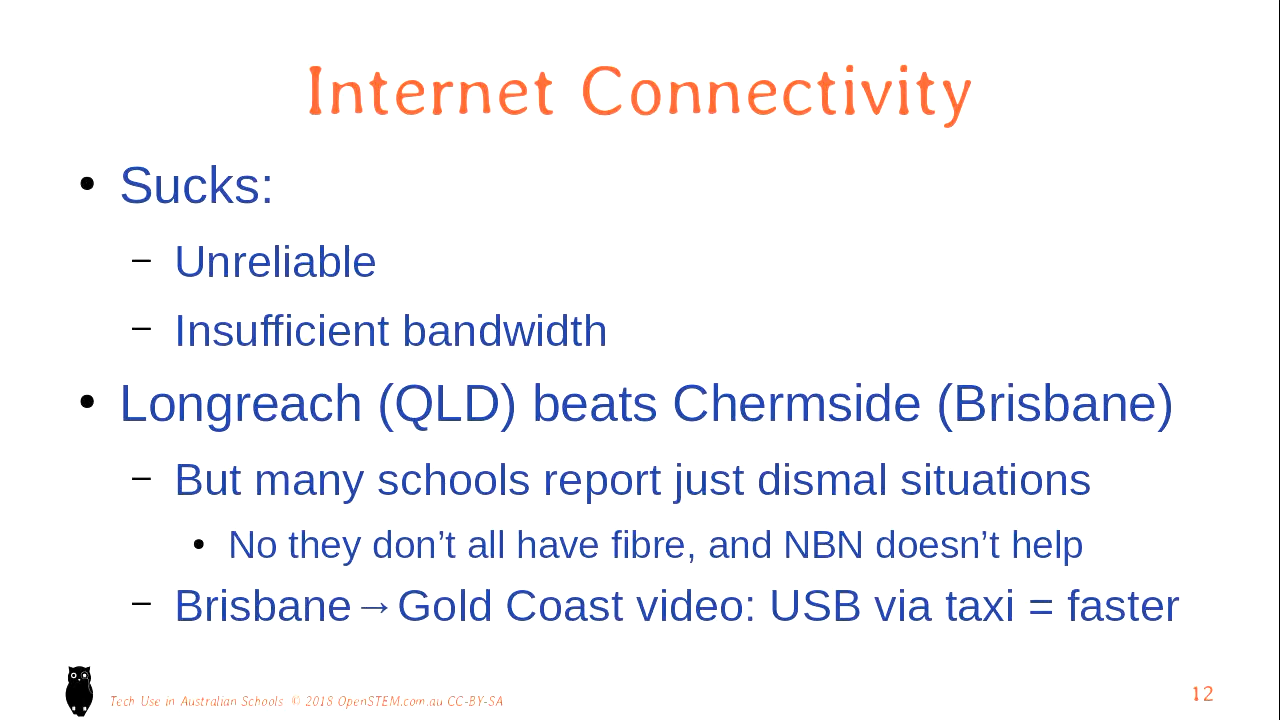 Internet Connectivity
• Sucks:
– Unreliable
– Insufficient bandwidth
• Longreach (QLD) beats Chermside (Brisbane)
– But many schools report just dismal situations
• No they don’t all have fibre, and NBN doesn’t help
– Brisbane→Gold Coast video: USB via taxi = faster
Tech Use in Australian Schools © 2018 OpenSTEM.com.au CC-BY-SA
12